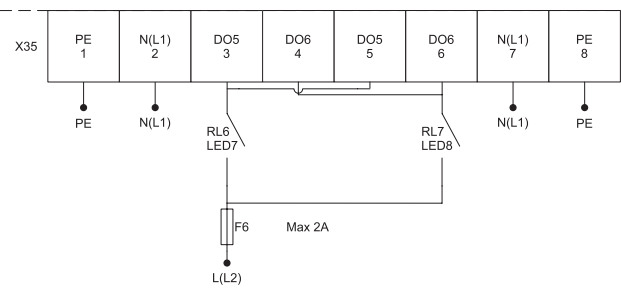 X35
PE
1
N(L1)
2
DO5
3
DO6
4
DO5
5
DO6
6
N(L1)
7
PE
8
PE
N(L1)
N(L1)
PE
RL6
LED7
RL7
LED8
F6
Max 2A
L(L2)